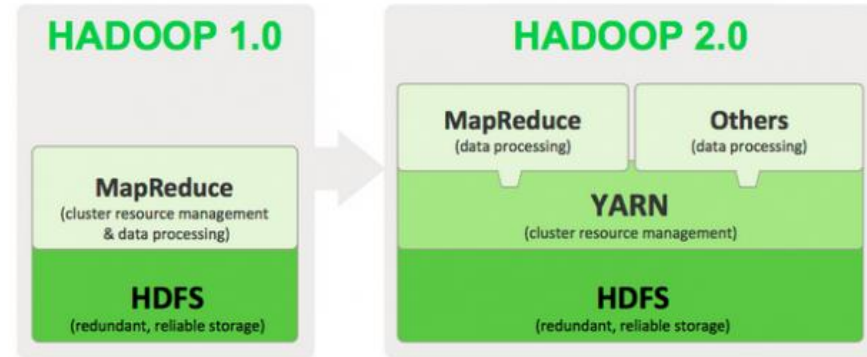 HADOOP 1.0
MapReduce
(cluster resource management
& data processing)
HDFS
(redundant, reliable storage)
HADOOP 2.0
MapReduce
(data processing)
Others
(data processing)
YARN
(cluster resource management)
HDFS
(redundant, reliable storage)